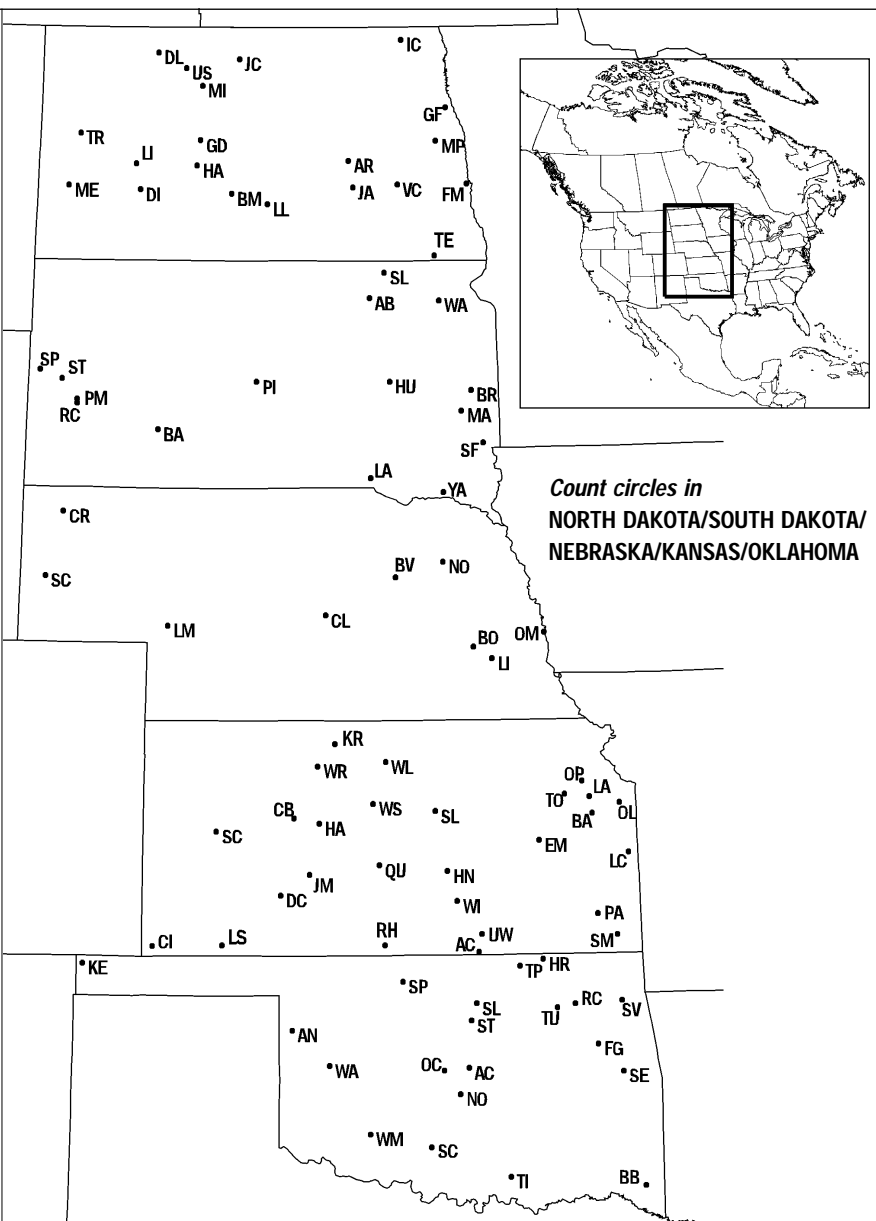 DL
US
JC
MI
IC
GF
TR
GD
MP
LI
HA
AR
ME
DI
BM
LL
JA
VC
FM
TE
SL
AB
WA
SP
ST
PM
RC
PI
HU
BR
MA
BA
SF
LA
YA
Count circles in
NORTH DAKOTA/SOUTH DAKOTA/
NEBRASKA/KANSAS/OKLAHOMA
CR
SC
BV
NO
CL
LM
BO
OM
LI
KR
WR
WL
OP
LA
TO
CB
WS
SL
BA
OL
SC
HA
EM
LC
QU
HN
JM
DC
WI
PA
RH
UW
SM
CI
LS
AC
KE
TP
HR
SP
SL
ST
TU
RC
SV
AN
FG
WA
OC
AC
SE
NO
WM
SC
TI
BB